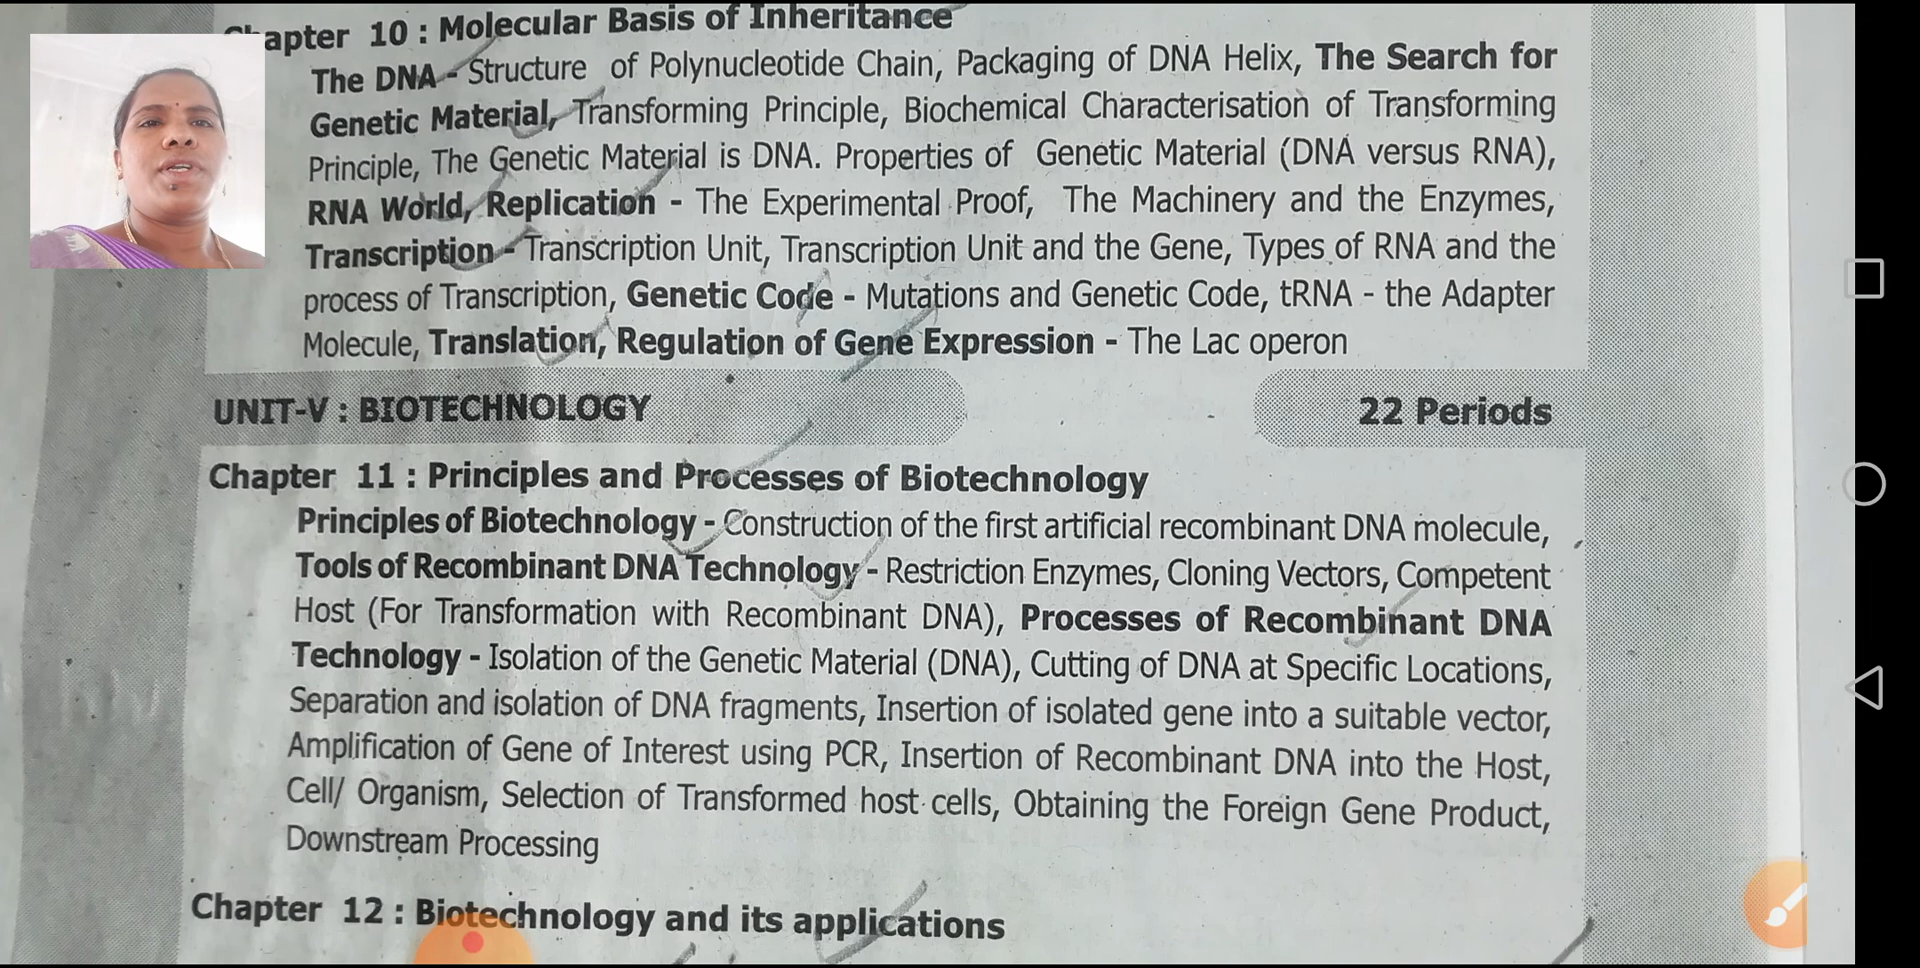 Chapter 10 : Molecular Basis of Inheritance
The DNA - Structure of Polynucleotide Chain, Packaging of DNA Helix, The Search for
Genetic Material, Transforming Principle, Biochemical Characterisation of Transforming
Principle, The Genetic Material is DNA. Properties of Genetic Material (DNA versus RNA),
RNA World, Replication - The Experimental Proof, The Machinery and the Enzymes,
Transcription - Transcription Unit, Transcription Unit and the Gene, Types of RNA and the
process of Transcription, Genetic Code - Mutations and Genetic Code, tRNA - the Adapter
Molecule, Translation, Regulation of Gene Expression - The Lac operon
UNIT-V : BIOTECHNOLOGY 22 Periods
Chapter 11 : Principles and Processes of Biotechnology
Principles of Biotechnology - Construction of the first artificial recombinant DNA molecule,
Tools of Recombinant DNA Technology - Restriction Enzymes, Cloning Vectors, Competent
Host (For Transformation with Recombinant DNA), Processes of Recombinant DNA
Technology - Isolation of the Genetic Material (DNA), Cutting of DNA at Specific Locations,
Separation and isolation of DNA fragments, Insertion of isolated gene into a suitable vector,
Amplification of Gene of Interest using PCR, Insertion of Recombinant DNA into the Host,
Cell/ Organism, Selection of Transformed host cells, Obtaining the Foreign Gene Product,
Downstream Processing
Chapter 12 : Biotechnology and its applications